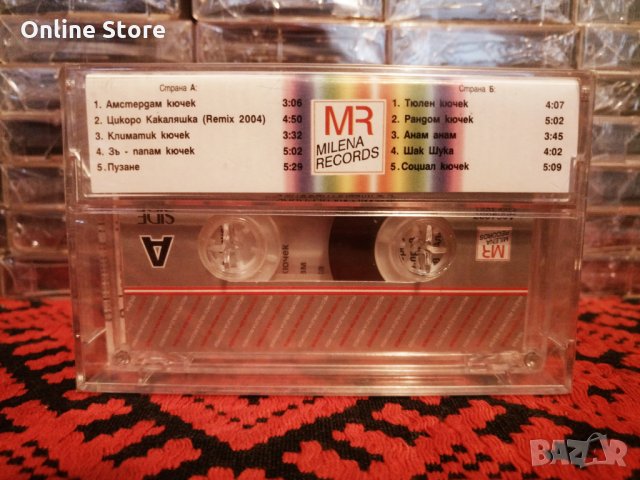 Online Store
Страна А:
1. Амстердам кючек 3:06
2. Цикоро Какаляшка (Remix 2004) 4:50
3. Климатик кючек 3:32
4. Зъ - папам кючек 5:02
5. Пузане 5:29
MR
MILENA
RECORDS
Страна Б:
1. Тюлен кючек 4:07
2. Рандом кючек 5:02
3. Анам анам 3:45
4. Шак Шука 4:02
5. Социал кючек 5:09
A
SIDE
MR
MILENA
RECORDS
BAZAR